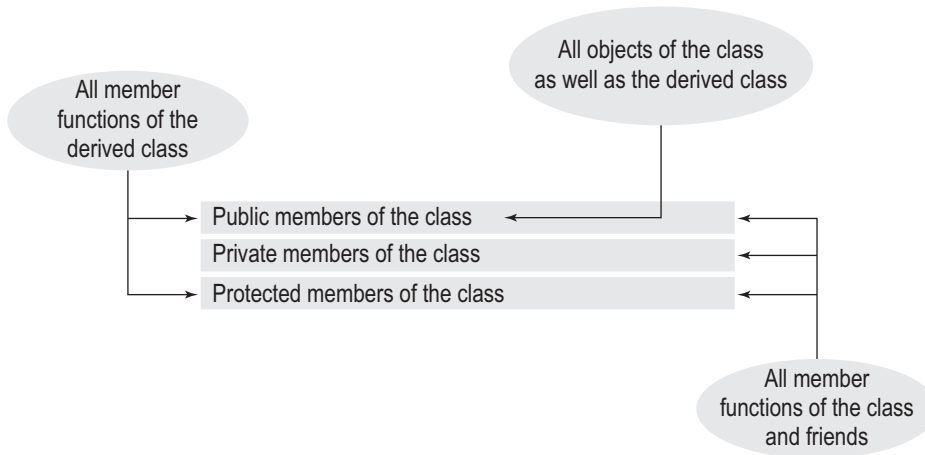 All objects of the class
as well as the derived class
All member
functions of the
derived class
Public members of the class
Private members of the class
Protected members of the class
All member
functions of the class
and friends